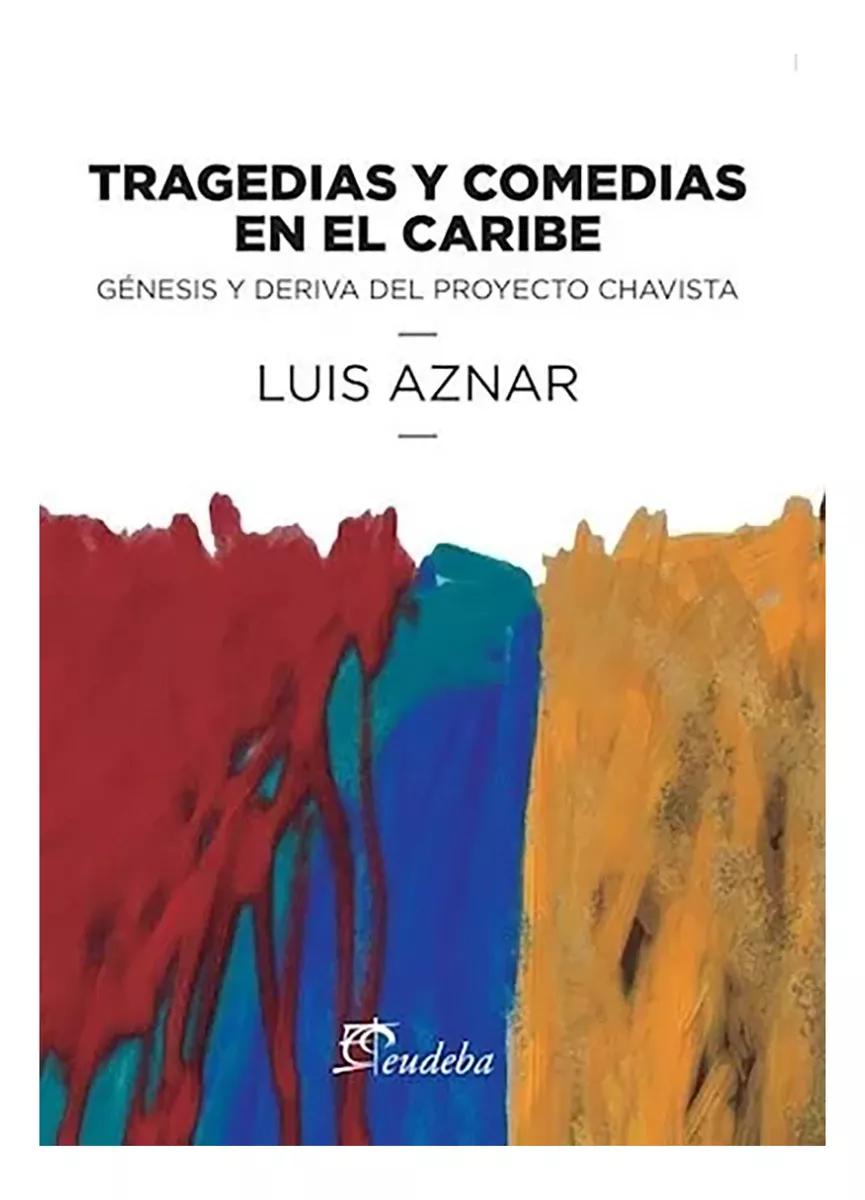 TRAGEDIAS Y COMEDIAS
EN EL CARIBE
GÉNESIS Y DERIVA DEL PROYECTO CHAVISTA
LUIS AZNAR
eudeba